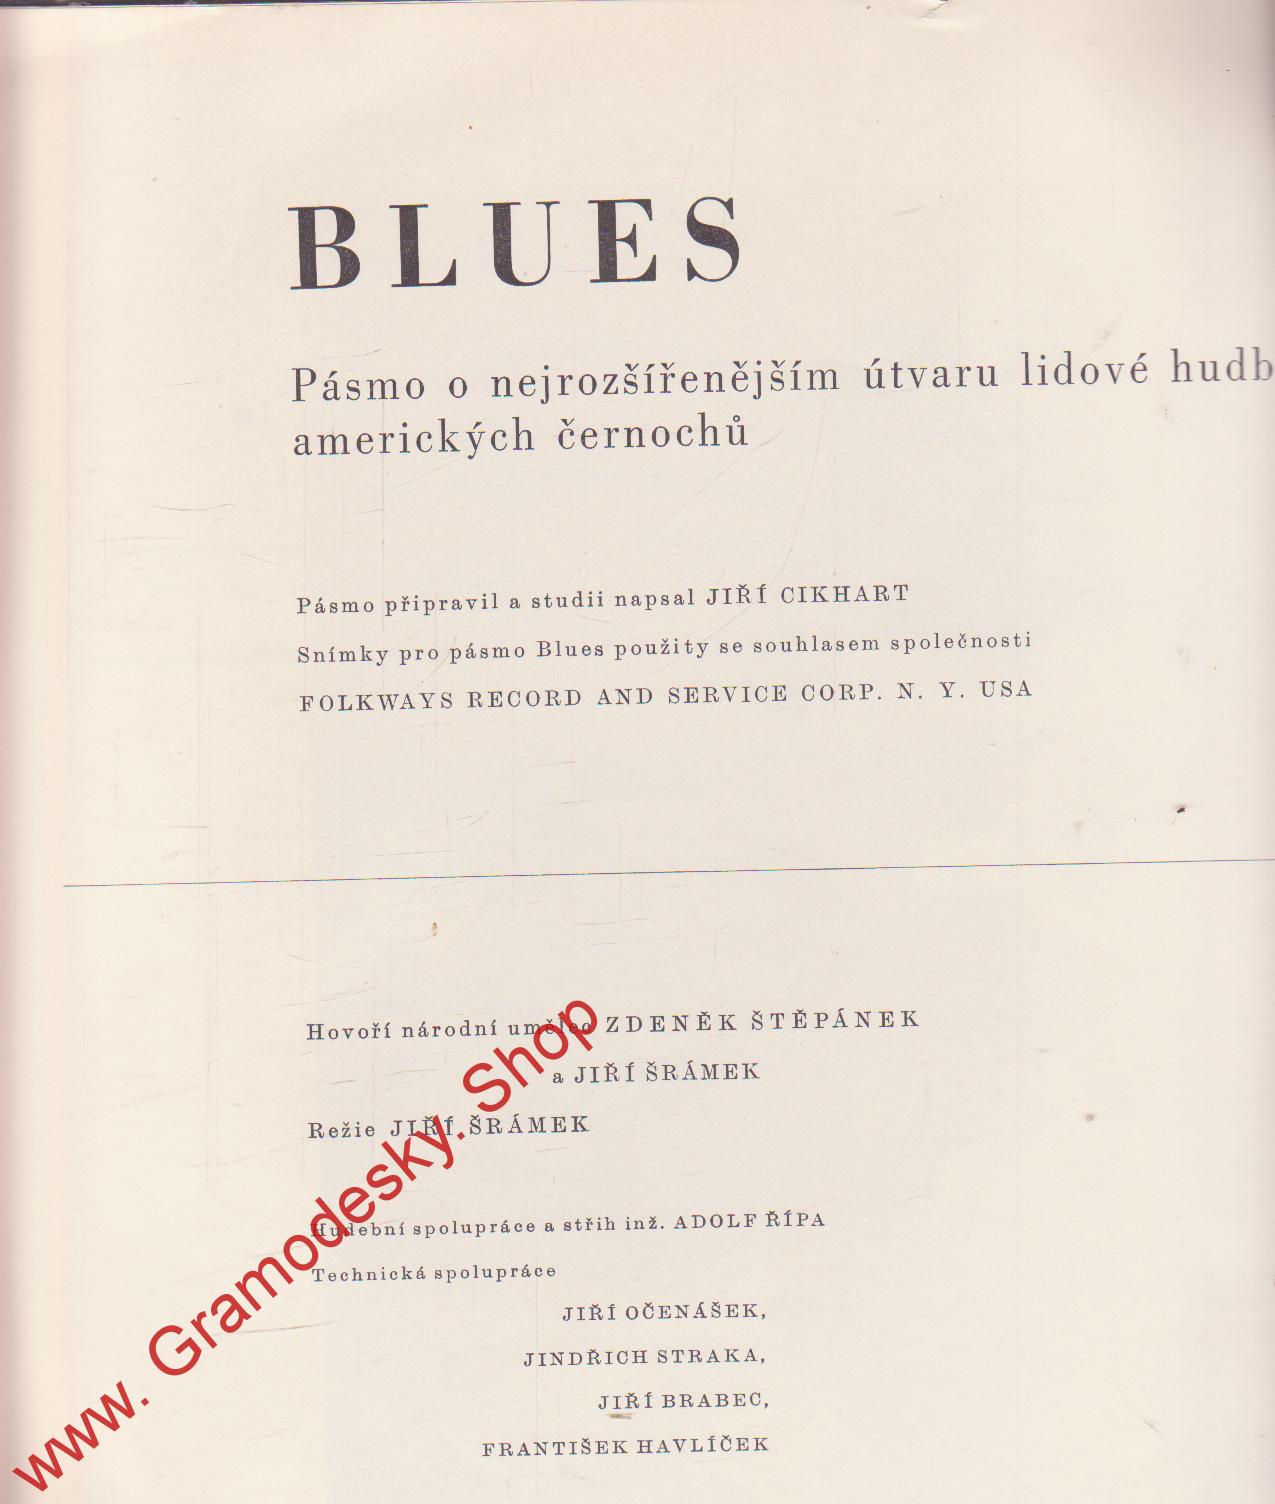 BLUES
Pásmo o nejrozšířenějším útvaru lidové hudb
amerických černochů
Pásmo připravil a studii napsal JIŘÍ CIKHART
Snímky pro pásmo Blues použity se souhlasem společnosti
FOLKWAYS RECORD AND SERVICE CORP. N. Y. USA
Hovoří národní umělec ZDENĚK ŠTĚPÁNEK
a JIŘÍ ŠRÁMEK
Režie JIŘÍ ŠRÁMEK
Hudební spolupráce a střih inž. ADOLF ŘÍPA
Technická spolupráce
JIŘÍ OČENÁŠEK,
JINDŘICH STRAKA,
JIŘÍ BRABEC,
FRANTIŠEK HAVLÍČEK
www. Gramodesky. Shop